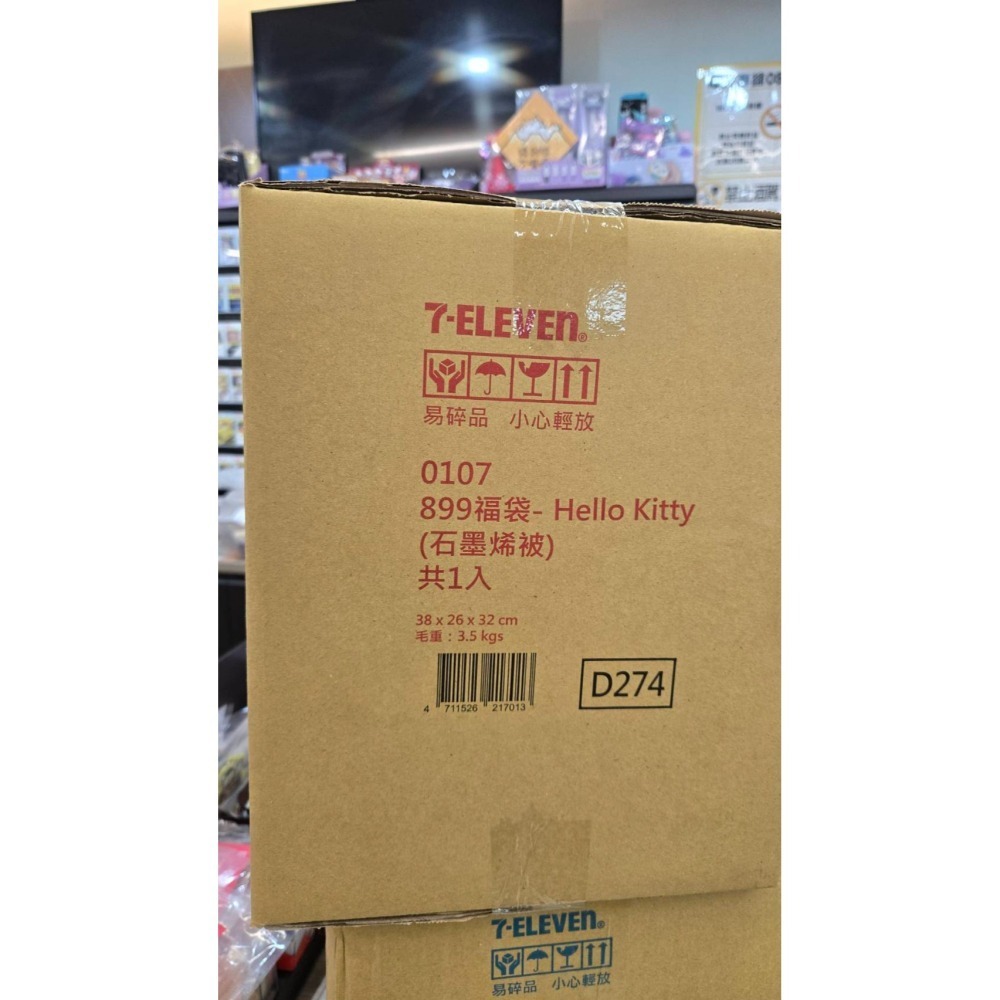 7-ELEVEn®
易碎品 小心輕放
0107
899福袋- Hello Kitty
(石墨烯被)
共1入
38 x 26 x 32 cm
毛重：3.5 kgs
4 711526 217013
D274
7-ELEVEn®
易碎品 小心輕放